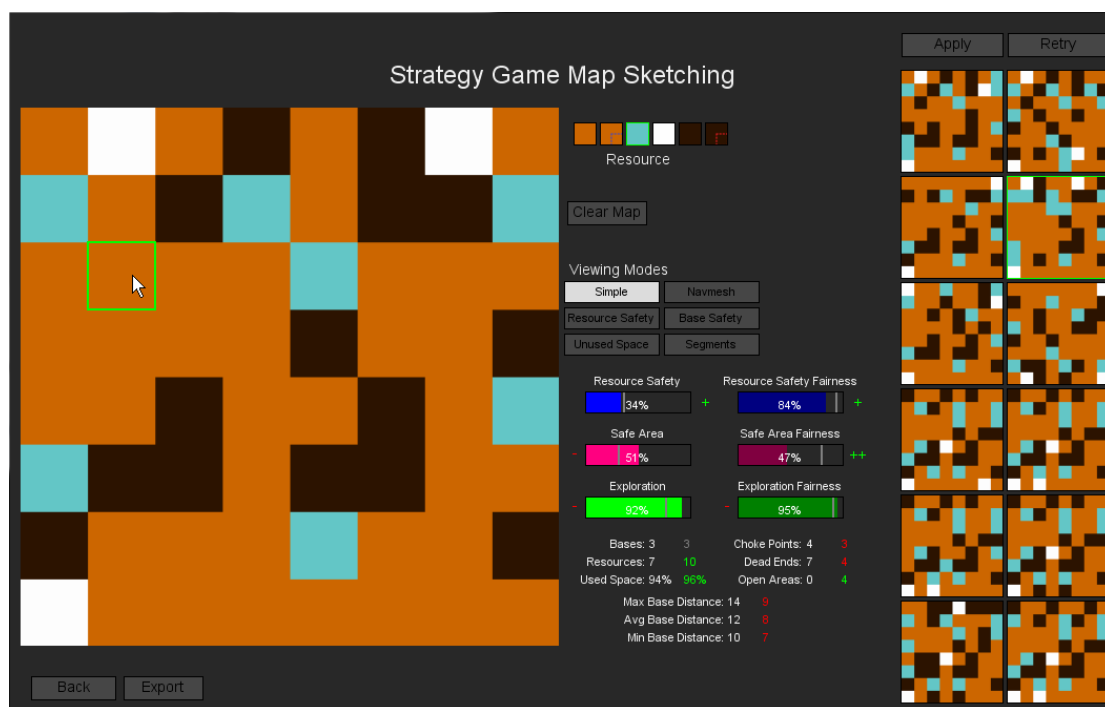 Apply Retry
Strategy Game Map Sketching
Resource
Clear Map
Viewing Modes
Simple Navmesh
Resource Safety Base Safety
Unused Space Segments
Resource Safety Resource Safety Fairness
34% + 84% +
Safe Area Safe Area Fairness
- 51% 47% ++
Exploration Exploration Fairness
- 92% - 95%
Bases: 3 3 Choke Points: 4 3
Resources: 7 10 Dead Ends: 7 4
Used Space: 94% 96% Open Areas: 0 4
Max Base Distance: 14 9
Avg Base Distance: 12 8
Min Base Distance: 10 7
Back Export